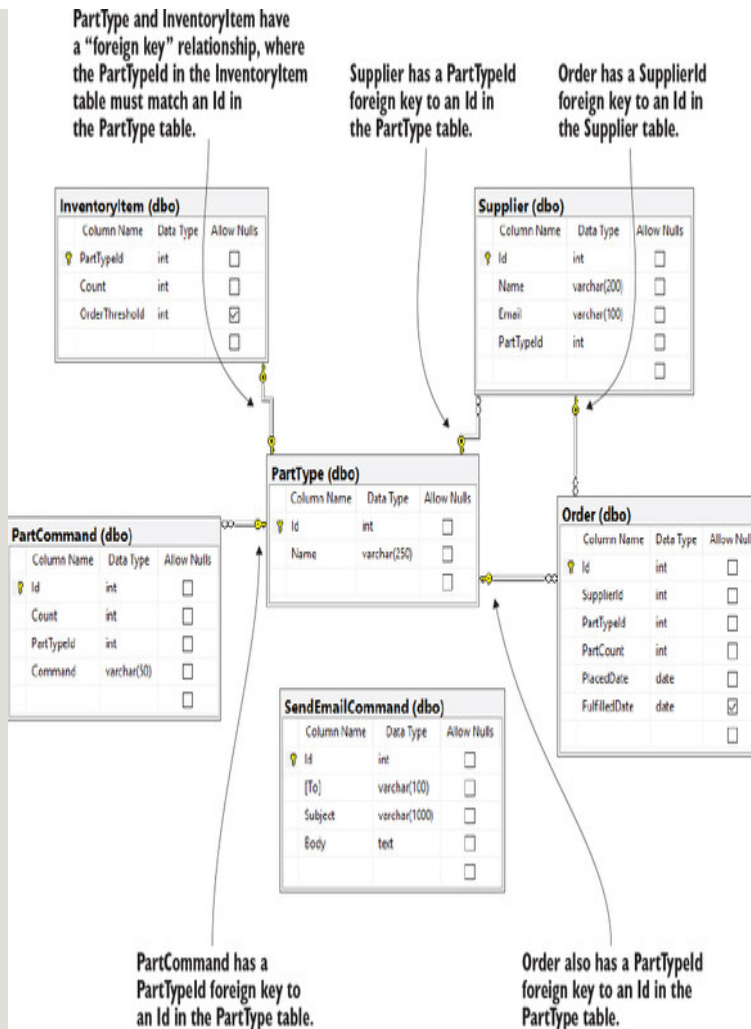 PartType and InventoryItem have
a “foreign key” relationship, where
the PartTypeId in the InventoryItem
table must match an Id in
the PartType table.
Supplier has a PartTypeId
foreign key to an Id in
the PartType table.
Order has a SupplierId
foreign key to an Id in
the Supplier table.
InventoryItem (dbo)
Column Name Data Type Allow Nulls
PartTypeId int
Count int
OrderThreshold int
Supplier (dbo)
Column Name Data Type Allow Nulls
Id int
Name varchar(200)
Email varchar(100)
PartTypeId int
PartType (dbo)
Column Name Data Type Allow Nulls
Id int
Name varchar(250)
PartCommand (dbo)
Column Name Data Type Allow Nulls
Id int
Count int
PartTypeId int
Command varchar(50)
Order (dbo)
Column Name Data Type Allow Nulls
Id int
SupplierId int
PartTypeId int
PartCount int
PlacedDate date
FulfilledDate date
SendEmailCommand (dbo)
Column Name Data Type Allow Nulls
Id int
[To] varchar(100)
Subject varchar(1000)
Body text
PartCommand has a
PartTypeId foreign key to
an Id in the PartType table.
Order also has a PartTypeId
foreign key to an Id in the
PartType table.